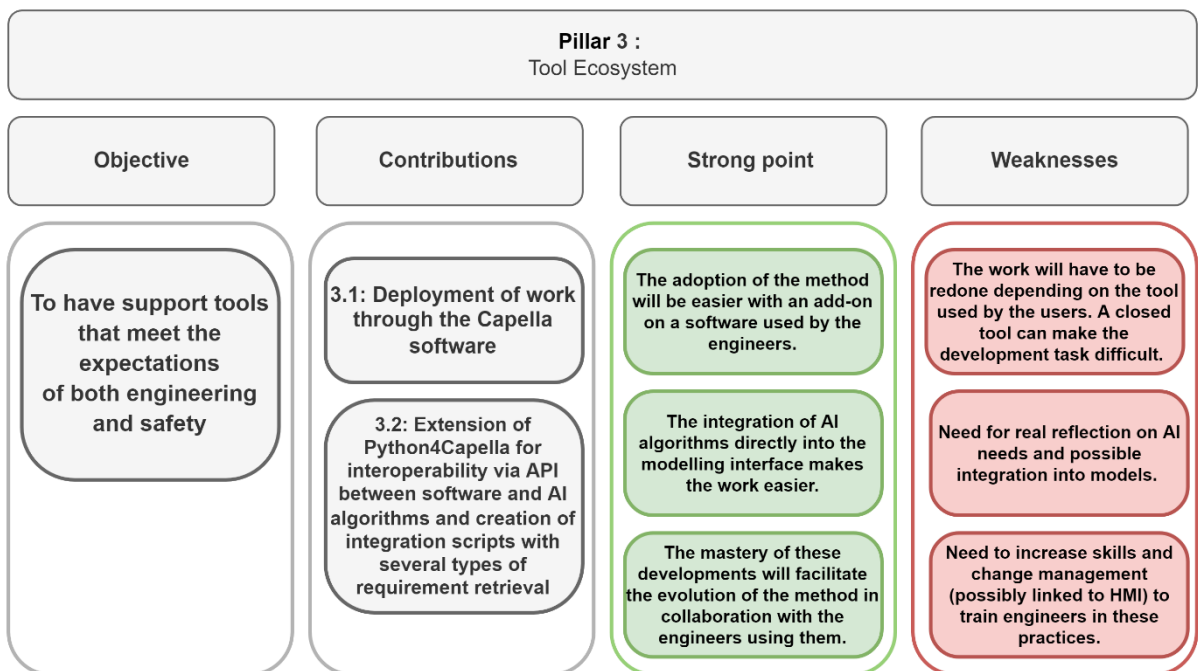 Pillar 3 :
Tool Ecosystem
Objective
Contributions
Strong point
Weaknesses
To have support tools
that meet the
expectations
of both engineering
and safety
3.1: Deployment of work
through the Capella
software
3.2: Extension of
Python4Capella for
interoperability via API
between software and AI
algorithms and creation of
integration scripts with
several types of
requirement retrieval
The adoption of the method
will be easier with an add-on
on a software used by the
engineers.
The integration of AI
algorithms directly into the
modelling interface makes
the work easier.
The mastery of these
developments will facilitate
the evolution of the method in
collaboration with the
engineers using them.
The work will have to be
redone depending on the tool
used by the users. A closed
tool can make the
development task difficult.
Need for real reflection on AI
needs and possible
integration into models.
Need to increase skills and
change management
(possibly linked to HMI) to
train engineers in these
practices.